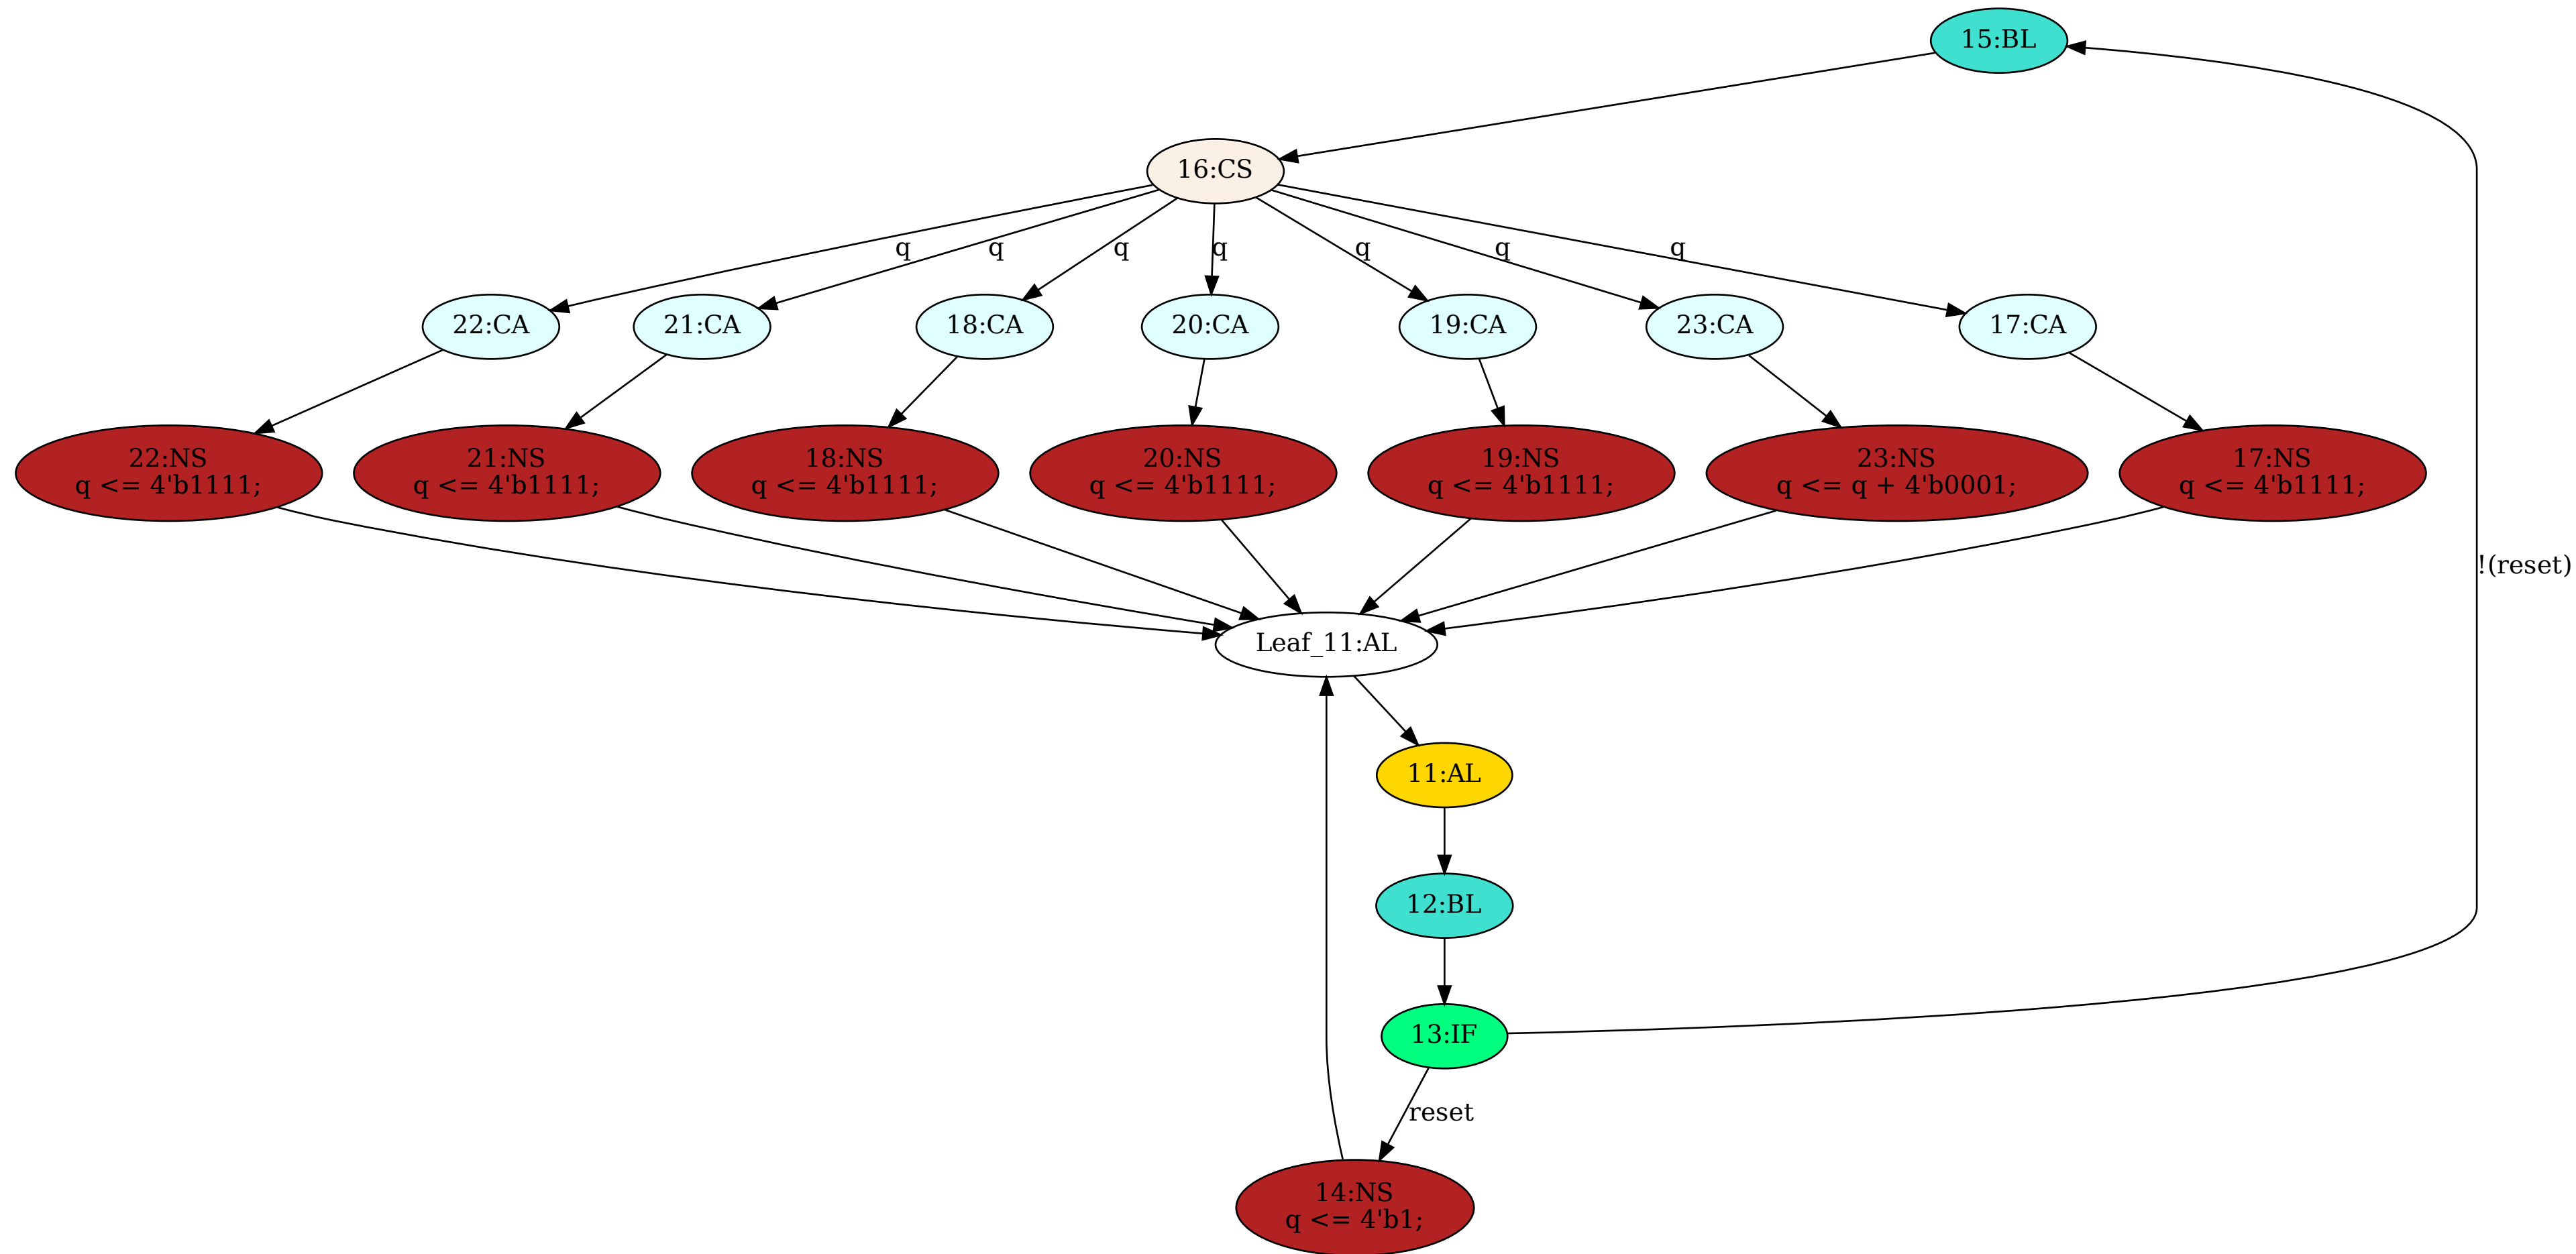 15:BL
16:CS
q
q
q
q
q
q
q
22:CA
21:CA
18:CA
20:CA
19:CA
23:CA
17:CA
22:NS
q <= 4'b1111;
21:NS
q <= 4'b1111;
18:NS
q <= 4'b1111;
20:NS
q <= 4'b1111;
19:NS
q <= 4'b1111;
23:NS
q <= q + 4'b0001;
17:NS
q <= 4'b1111;
!(reset)
Leaf_11:AL
11:AL
12:BL
13:IF
reset
14:NS
q <= 4'b1;